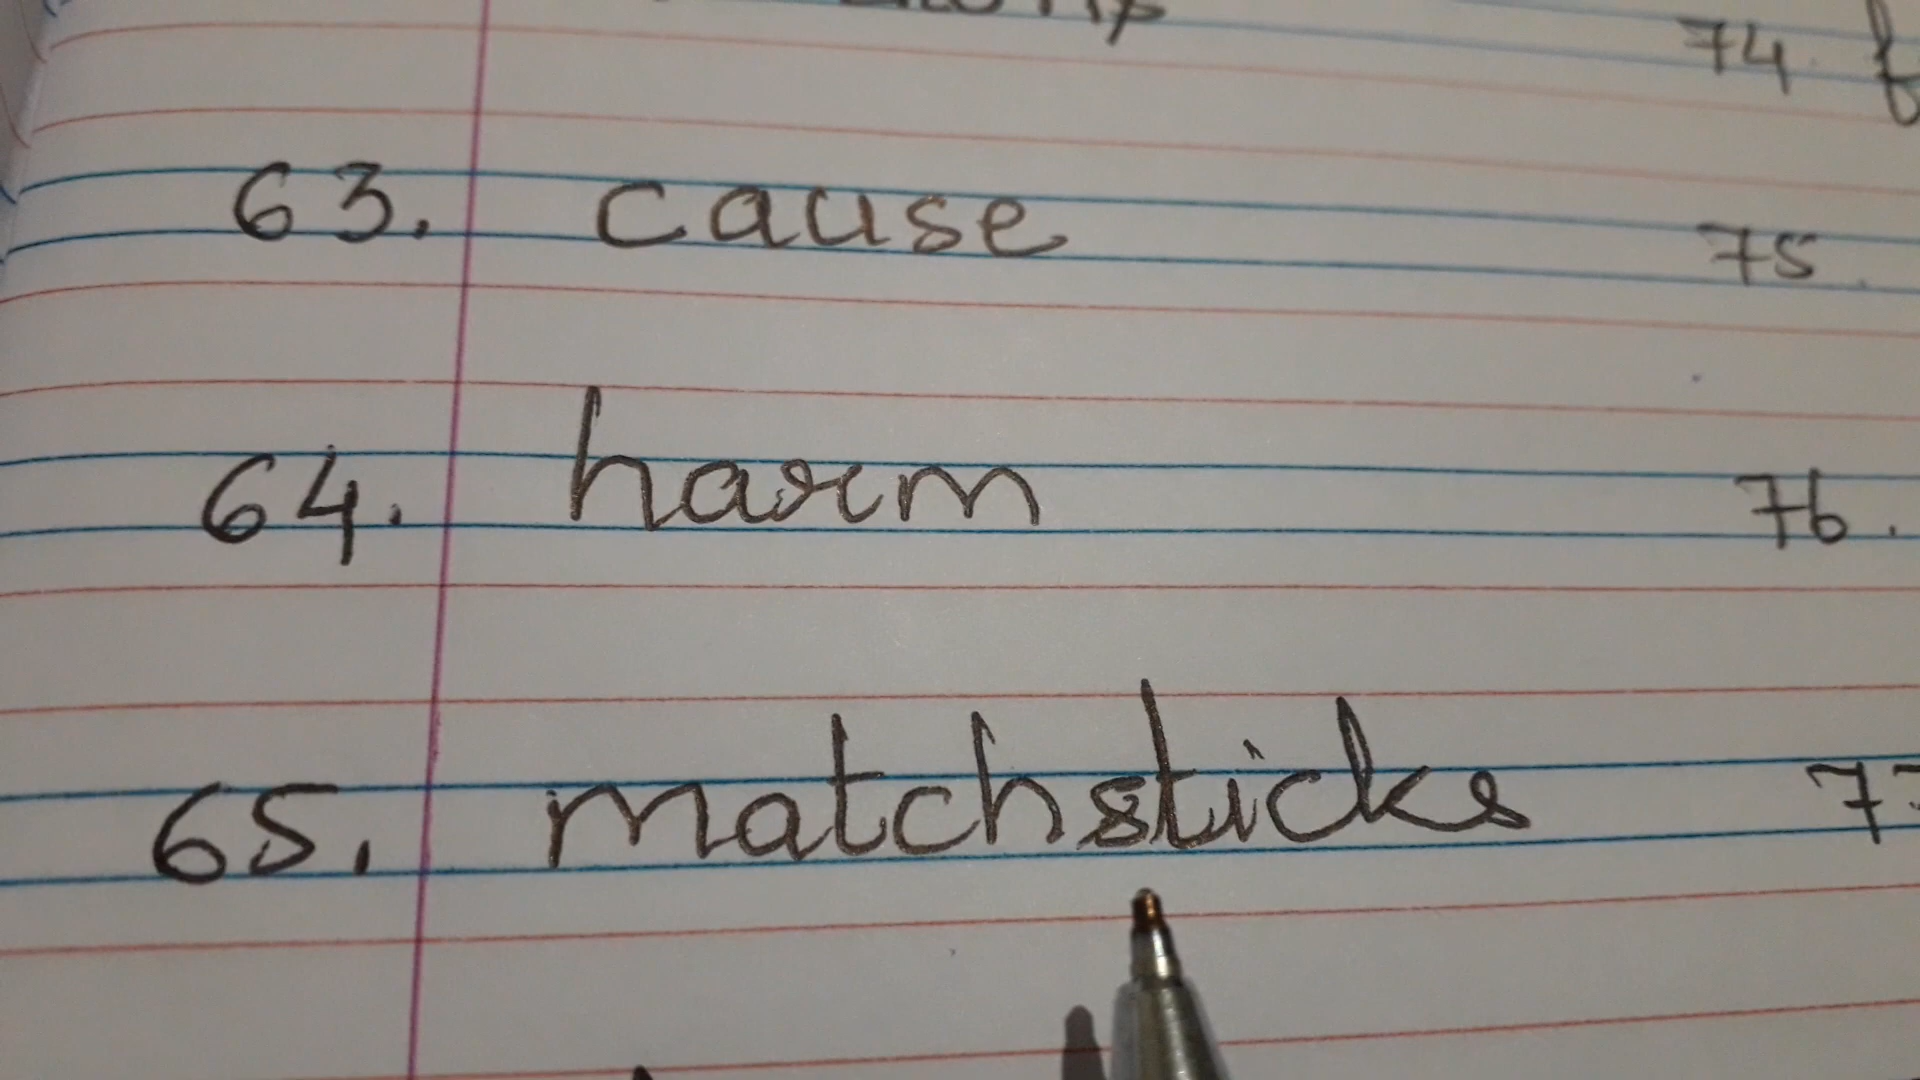 74.
63. cause
75.
64. harm
76.
65. matchsticks